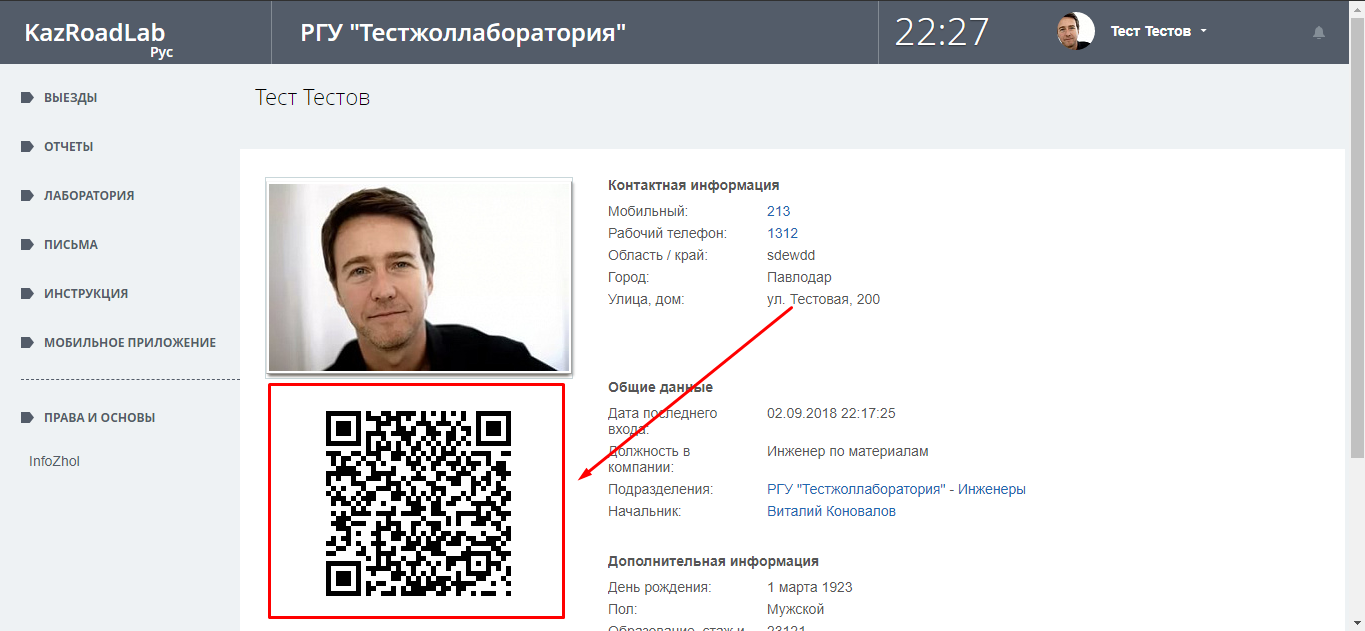 KazRoadLab
Рус
РГУ "Тестжоллаборатория"
22:27
Тест Тестов
ВЫЕЗДЫ
ОТЧЕТЫ
ЛАБОРАТОРИЯ
ПИСЬМА
ИНСТРУКЦИЯ
МОБИЛЬНОЕ ПРИЛОЖЕНИЕ
ПРАВА И ОСНОВЫ
InfoZhol
Тест Тестов
Контактная информация
Мобильный: 213
Рабочий телефон: 1312
Область / край: sdewdd
Город: Павлодар
Улица, дом: ул. Тестовая, 200
Общие данные
Дата последнего 02.09.2018 22:17:25
входа:
Должность в Инженер по материалам
компании:
Подразделения: РГУ "Тестжоллаборатория" - Инженеры
Начальник: Виталий Коновалов
Дополнительная информация
День рождения: 1 марта 1923
Пол: Мужской
Образование, стаж и 23121